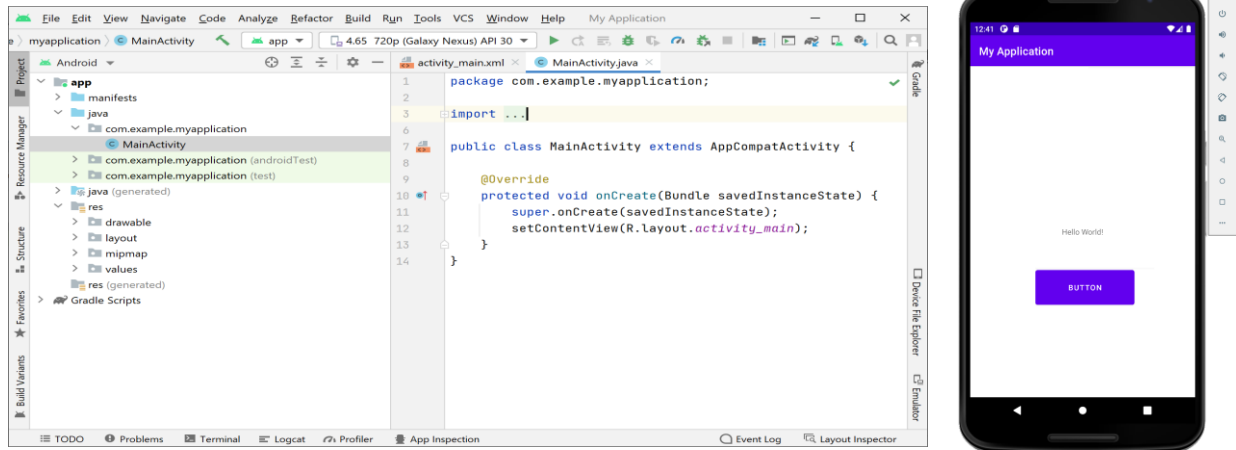 File Edit View Navigate Code Analyze Refactor Build Run Tools VCS Window Help My Application
myapplication MainActivity app 4.65 720p (Galaxy Nexus) API 30
Project
Resource Manager
Structure
Favorites
Build Variants
Android
app
manifests
java
com.example.myapplication
MainActivity
com.example.myapplication (androidTest)
com.example.myapplication (test)
java (generated)
res
drawable
layout
mipmap
values
res (generated)
Gradle Scripts
activity_main.xml MainActivity.java
1 package com.example.myapplication;
2
3 import ...
6
7 public class MainActivity extends AppCompatActivity {
8
9 @Override
10 protected void onCreate(Bundle savedInstanceState) {
11 super.onCreate(savedInstanceState);
12 setContentView(R.layout.activity_main);
13 }
14 }
Gradle
Device File Explorer
Emulator
TODO Problems Terminal Logcat Profiler App Inspection Event Log Layout Inspector
12:41
My Application
Hello World!
BUTTON